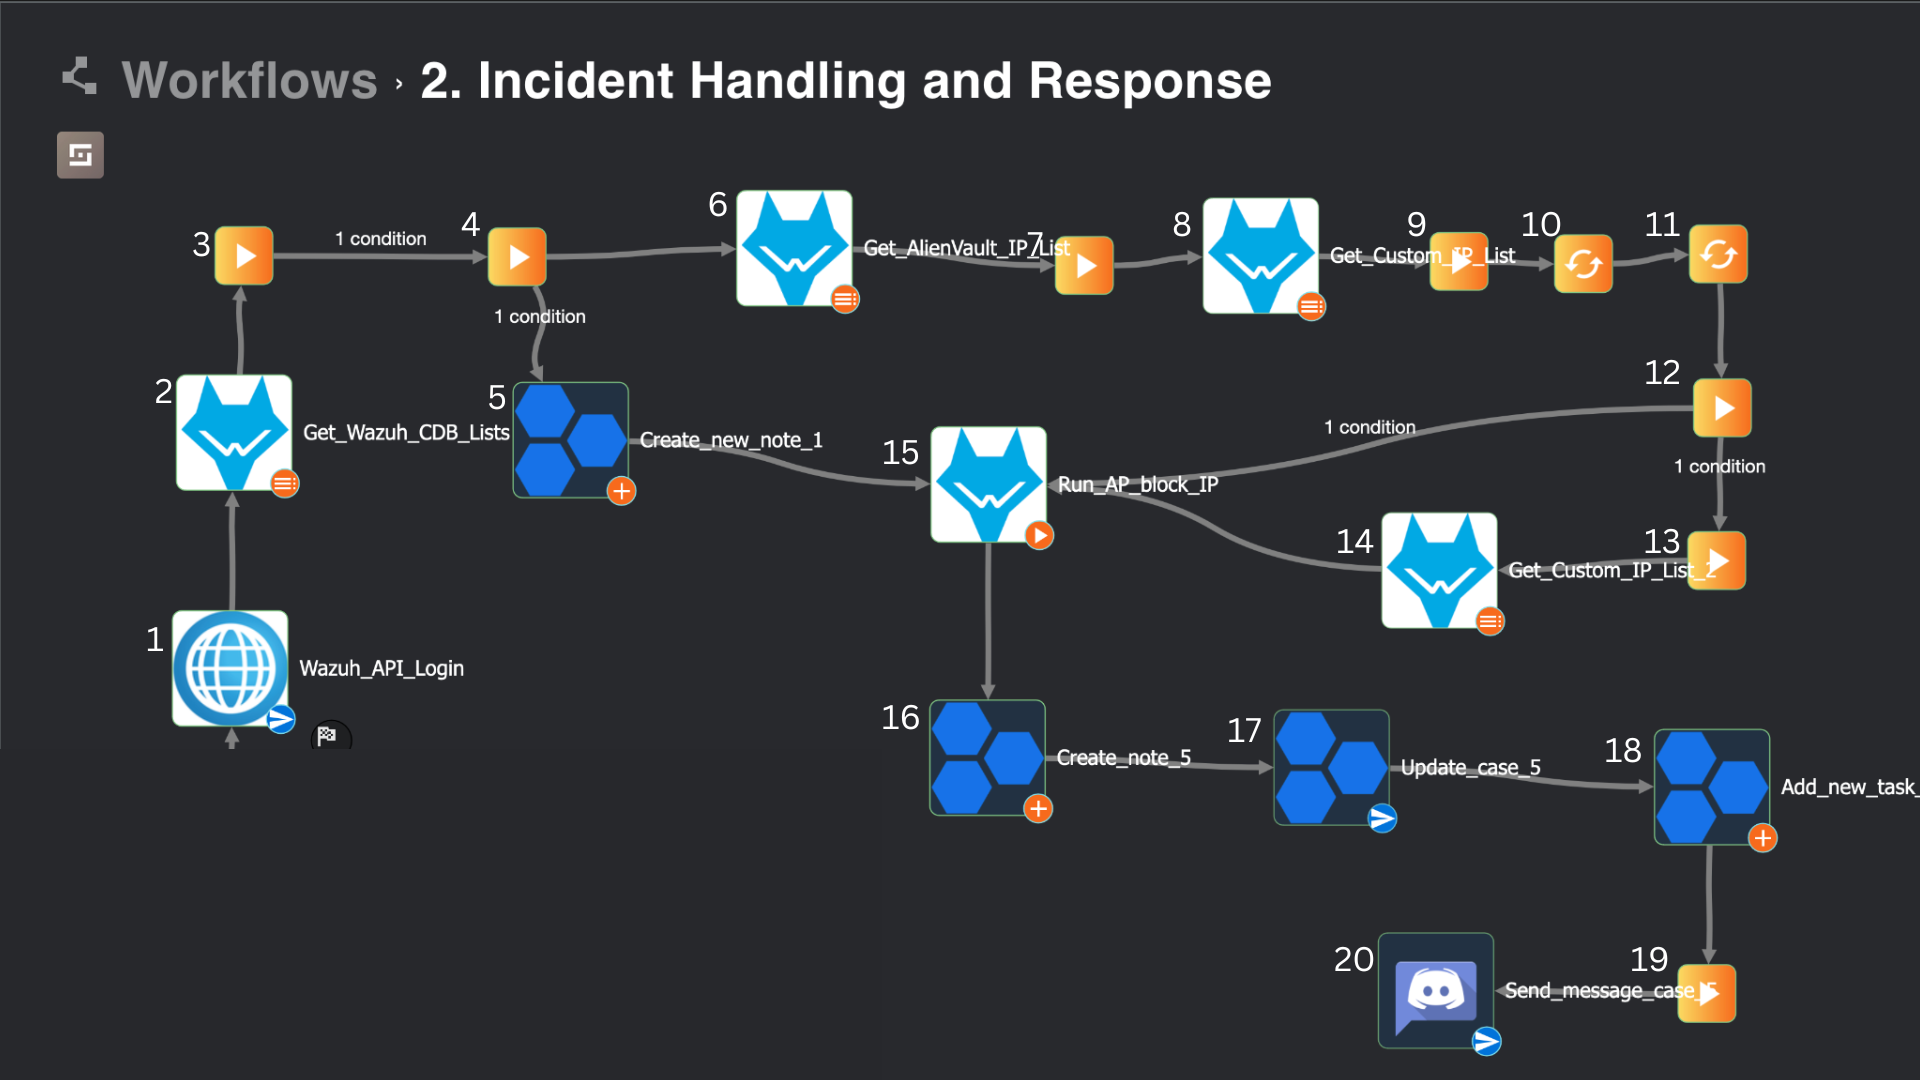 Workflows › 2. Incident Handling and Response
3
1 condition
4
6
Get_AlienVault_IP_List
7
8
Get_Custom_IP_List
9
10
11
1 condition
2
Get_Wazuh_CDB_Lists
5
Create_new_note_1
15
Run_AP_block_IP
1 condition
12
1 condition
14
Get_Custom_IP_List_2
13
1
Wazuh_API_Login
16
Create_note_5
17
Update_case_5
18
Add_new_task_
20
Send_message_case_5
19